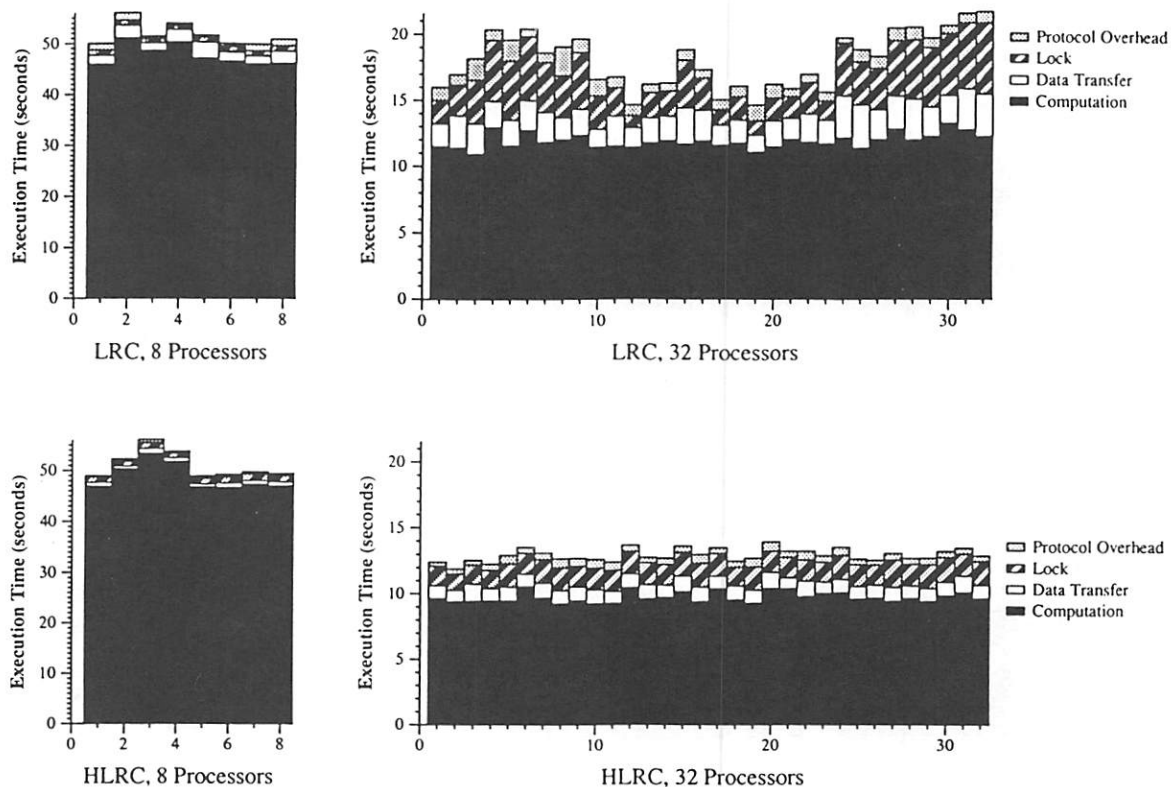 Execution Time (seconds)
50
40
30
20
10
0
0 2 4 6 8
LRC, 8 Processors
Execution Time (seconds)
20
15
10
5
0
0 10 20 30
LRC, 32 Processors
Protocol Overhead
Lock
Data Transfer
Computation
Execution Time (seconds)
50
40
30
20
10
0
0 2 4 6 8
HLRC, 8 Processors
Execution Time (seconds)
20
15
10
5
0
0 10 20 30
HLRC, 32 Processors
Protocol Overhead
Lock
Data Transfer
Computation